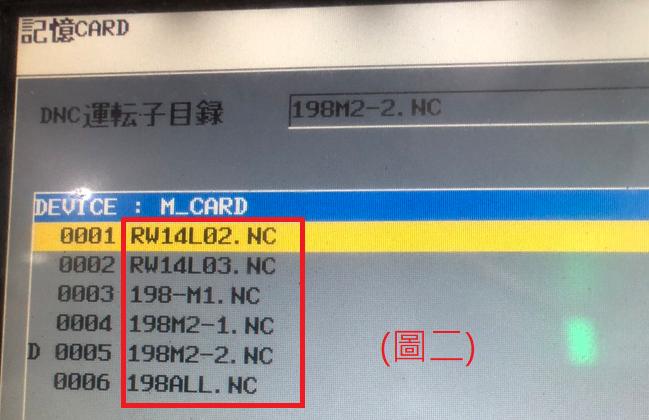 記憶CARD
DNC運転子目録 198M2-2.NC
DEVICE : M_CARD
0001 RW14L02.NC
0002 RW14L03.NC
0003 198-M1.NC
0004 198M2-1.NC
D 0005 198M2-2.NC
0006 198ALL.NC
(圖二)